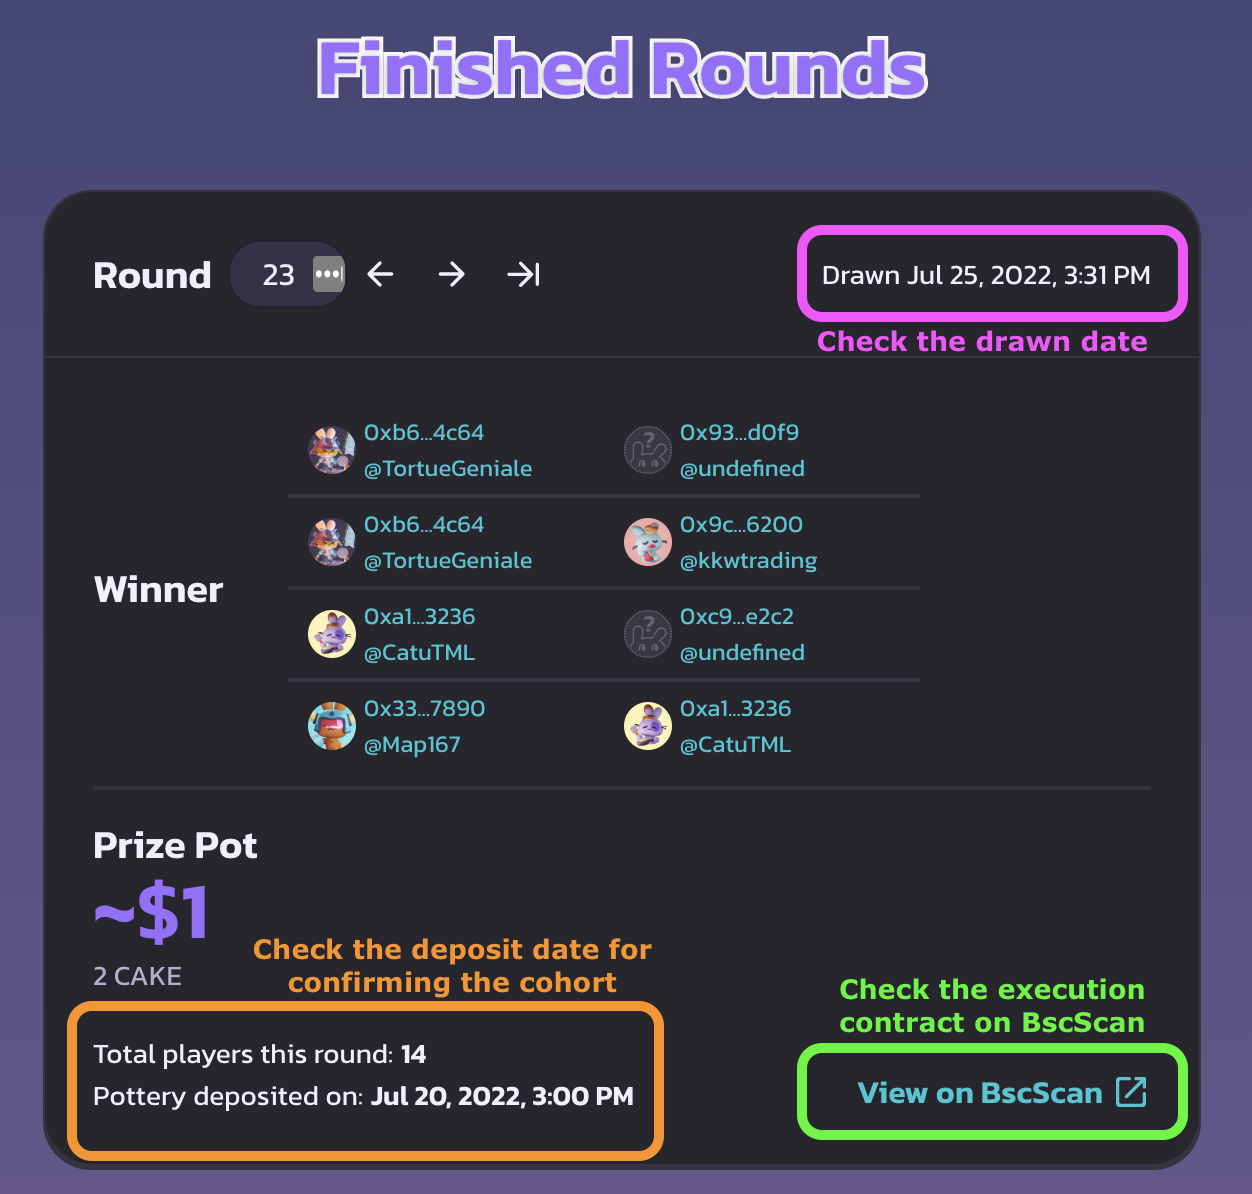 Finished Rounds
Round 23
Drawn Jul 25, 2022, 3:31 PM
Check the drawn date
Winner
0xb6...4c64
@TortueGeniale
0x93...d0f9
@undefined
0xb6...4c64
@TortueGeniale
0x9c...6200
@kkwtrading
0xa1...3236
@CatuTML
0xc9...e2c2
@undefined
0x33...7890
@Map167
0xa1...3236
@CatuTML
Prize Pot
~$1
2 CAKE
Check the deposit date for
confirming the cohort
Total players this round: 14
Pottery deposited on: Jul 20, 2022, 3:00 PM
Check the execution
contract on BscScan
View on BscScan